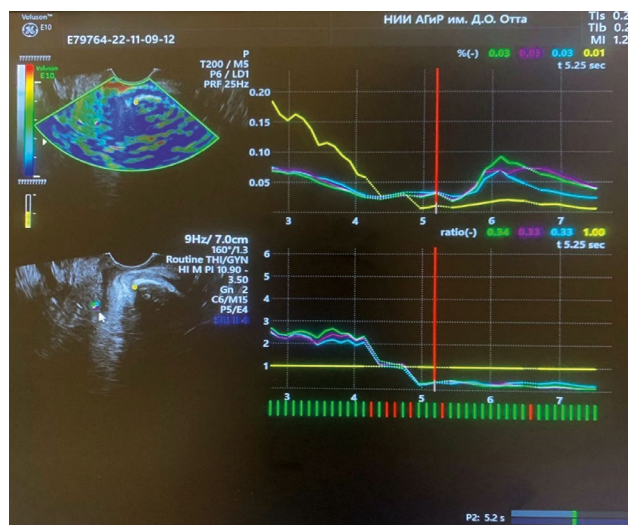 Voluson™
E10
E79764-22-11-09-12
НИИ АГиР им. Д.О. Отта
TIs 0.2
TIb 0.2
MI 1.2
P
T200 / M5
P6 / LD1
PRF 25Hz
Voluson
E10
%(-) 0.03 0.03 0.03 0.01
t 5.25 sec
0.20
0.15
0.10
0.05
3 4 5 6 7
ratio(-) 0.34 0.33 0.33 1.00
t 5.25 sec
9Hz/ 7.0cm
160°/1.3
Routine THI/GYN
HI M PI 10.90 -
3.50
Gn 2
C6/M15
P5/E4
6
5
4
3
2
1
3 4 5 6 7
P2: 5.2 s